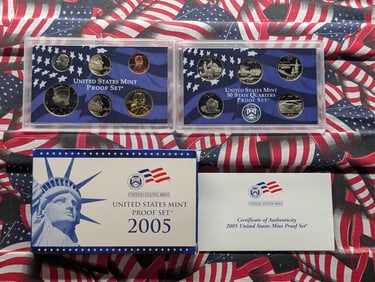 UNITED STATES MINT
PROOF SET
UNITED STATES MINT
50 STATE QUARTERS
PROOF SET
UNITED STATES MINT
UNITED STATES MINT
PROOF SET
2005
UNITED STATES MINT
Certificate of Authenticity
2005 United States Mint Proof Set